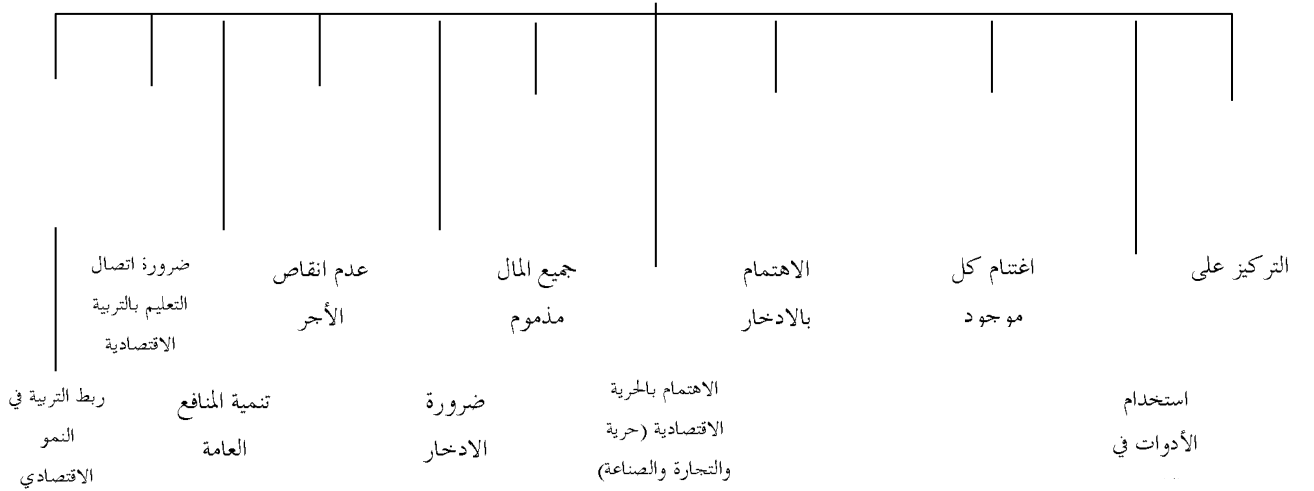 التركيز على
اغتنام كل
موجود
الاهتمام
بالادخار
جميع المال
مذموم
عدم انقاص
الأجر
ضرورة اتصال
التعليم بالتربية
الاقتصادية
استخدام
الأدوات في
الاهتمام بالحرية
الاقتصادية (حرية
والتجارة والصناعة)
ضرورة
الادخار
تنمية المنافع
العامة
ربط التربية في
النمو
الاقتصادي